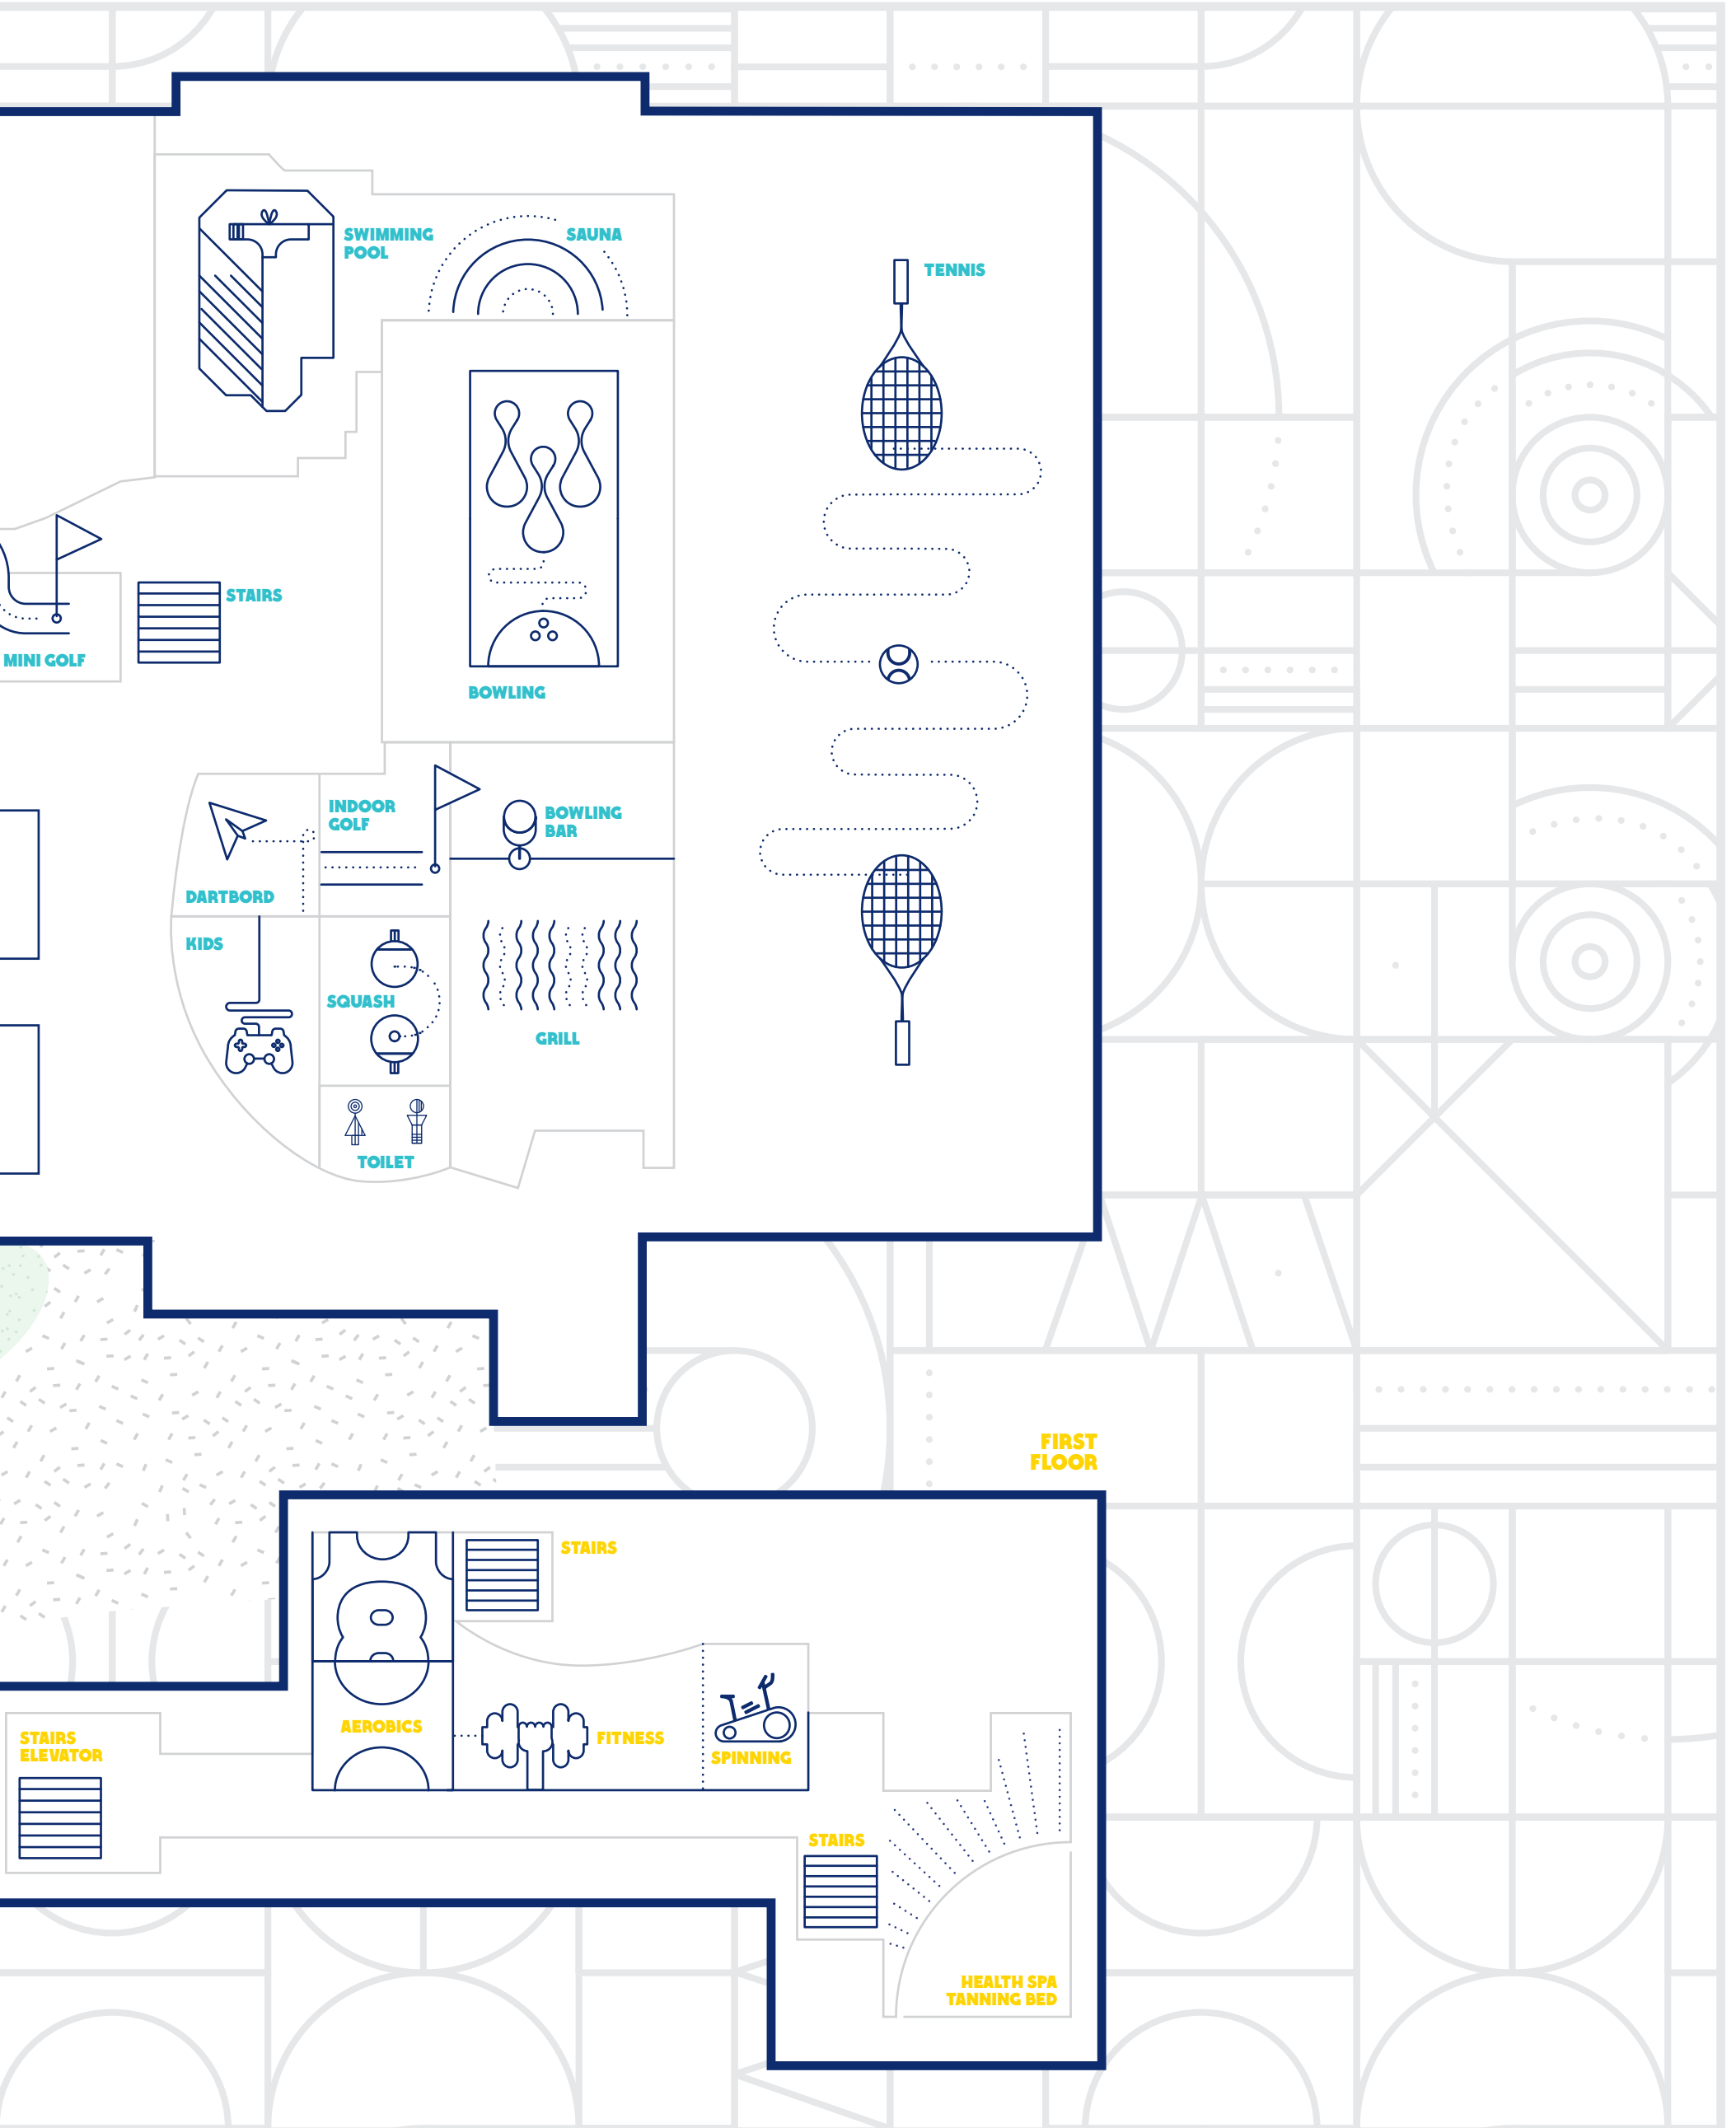 SWIMMING
POOL
SAUNA
TENNIS
STAIRS
MINI GOLF
BOWLING
INDOOR
GOLF
BOWLING
BAR
DARTBORD
KIDS
SQUASH
GRILL
TOILET
FIRST
FLOOR
STAIRS
AEROBICS
FITNESS
SPINNING
STAIRS
ELEVATOR
STAIRS
HEALTH SPA
TANNING BED